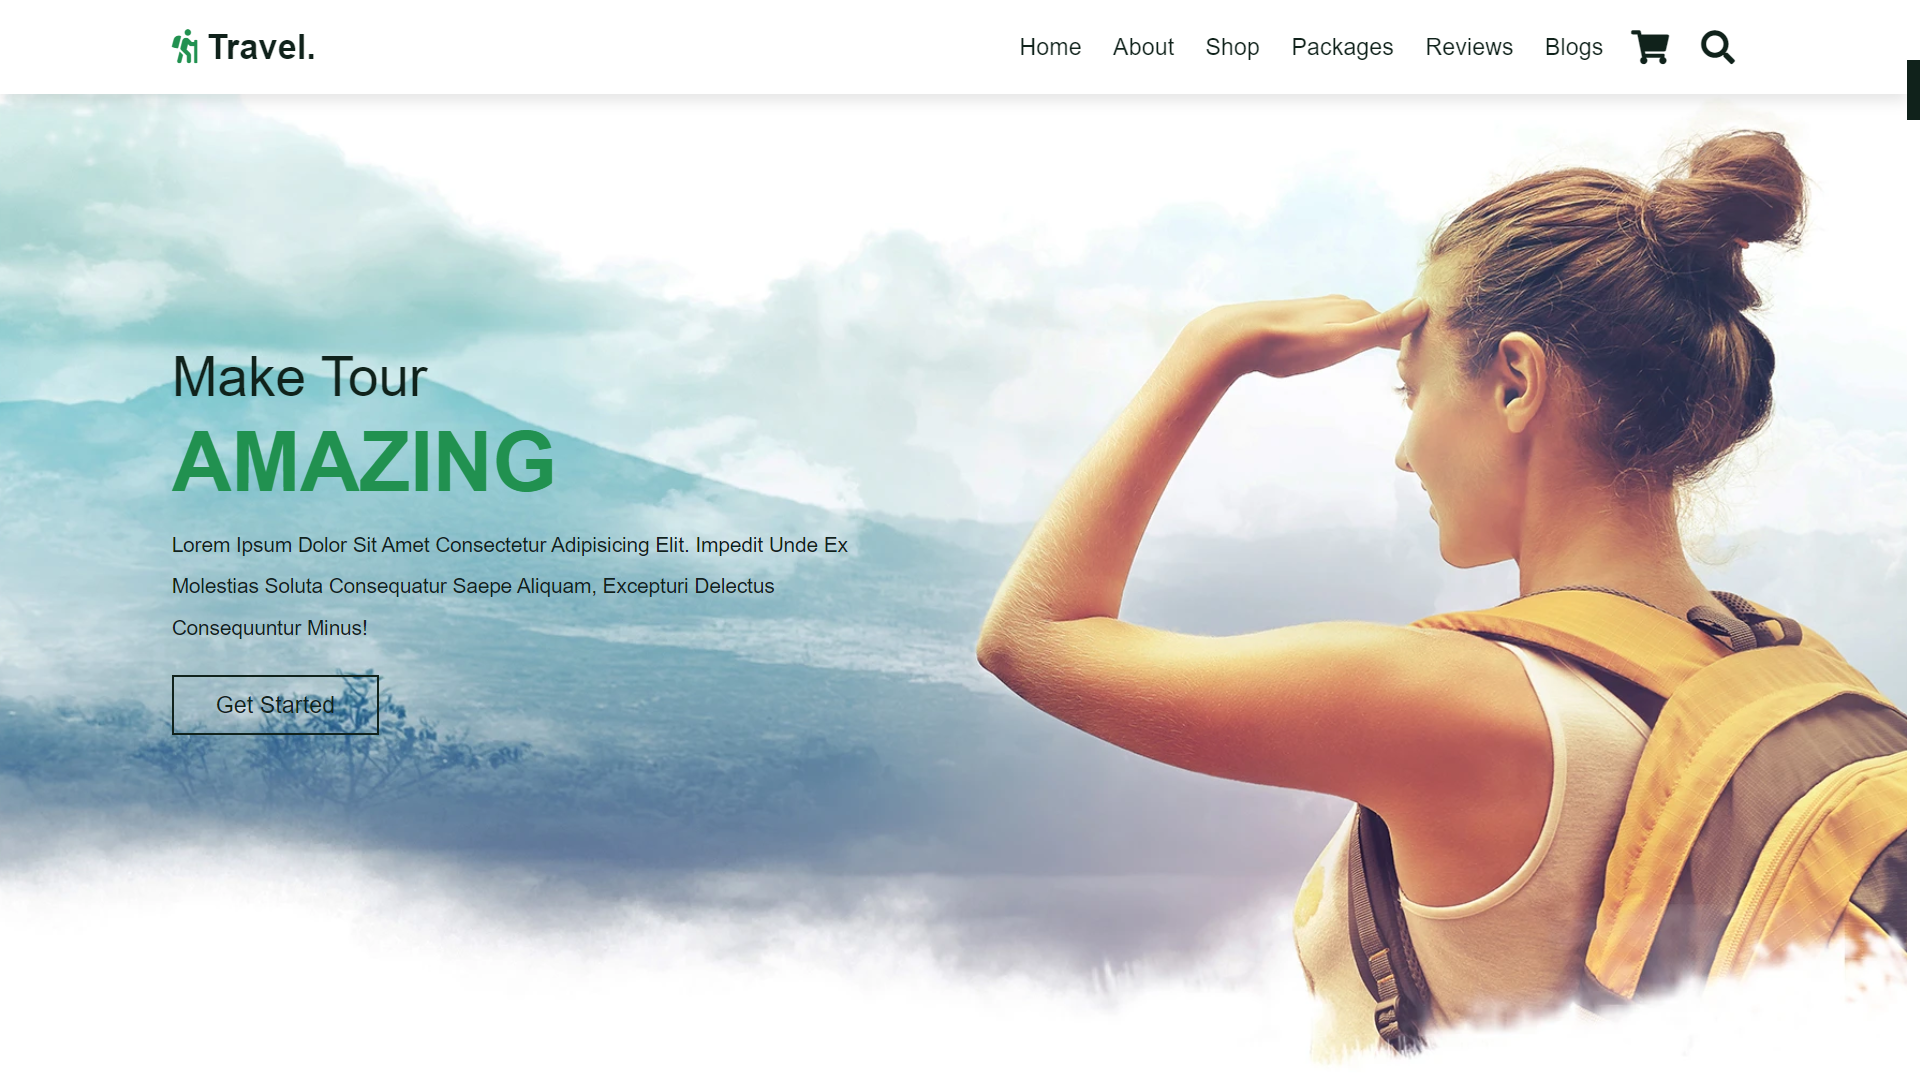 Travel.
Home About Shop Packages Reviews Blogs
Make Tour
AMAZING
Lorem Ipsum Dolor Sit Amet Consectetur Adipisicing Elit. Impedit Unde Ex
Molestias Soluta Consequatur Saepe Aliquam, Excepturi Delectus
Consequuntur Minus!
Get Started